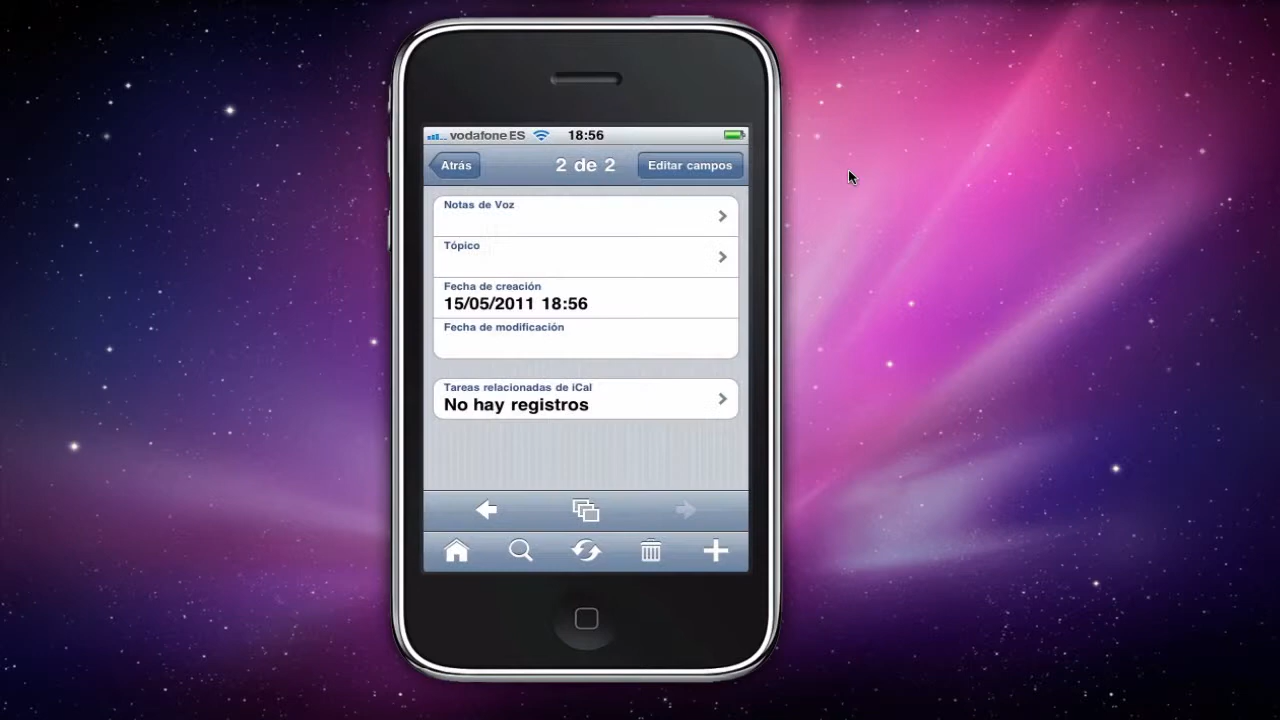 vodafone ES 18:56
Atrás 2 de 2 Editar campos
Notas de Voz
Tópico
Fecha de creación
15/05/2011 18:56
Fecha de modificación
Tareas relacionadas de iCal
No hay registros